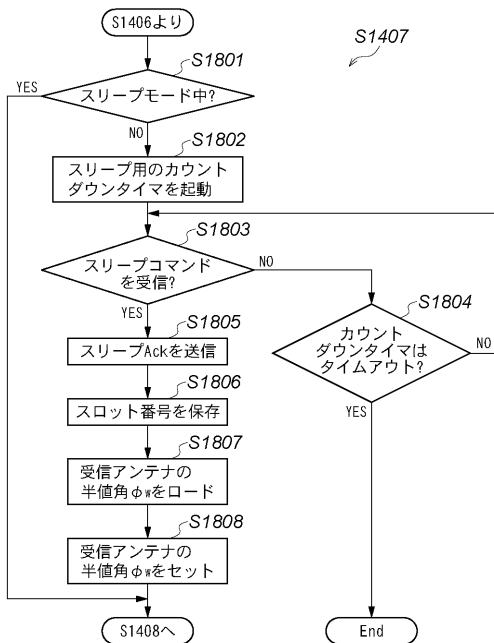 S1406より
S1407
S1801
YES
スリープモード中?
NO
S1802
スリープ用のカウント
ダウンタイマを起動
S1803
スリープコマンド
を受信?
NO
YES
S1804
カウント
ダウンタイマは
タイムアウト?
NO
YES
S1805
スリープAckを送信
S1806
スロット番号を保存
S1807
受信アンテナの
半値角φwをロード
S1808
受信アンテナの
半値角φwをセット
S1408へ
End